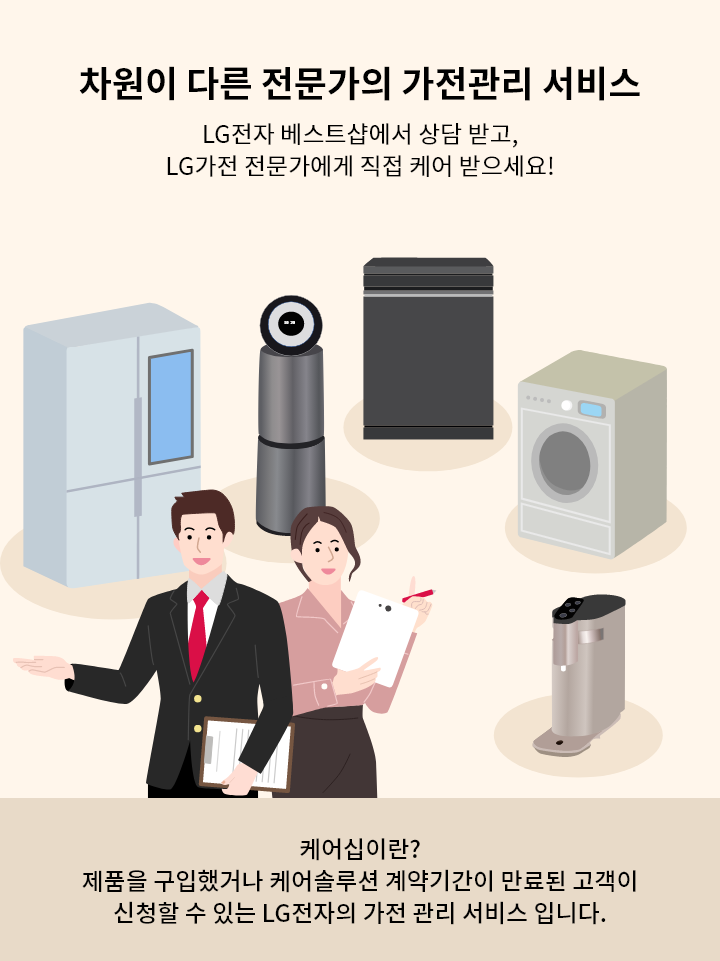 차원이 다른 전문가의 가전관리 서비스
LG전자 베스트샵에서 상담 받고,
LG가전 전문가에게 직접 케어 받으세요!
케어십이란?
제품을 구입했거나 케어솔루션 계약기간이 만료된 고객이
신청할 수 있는 LG전자의 가전 관리 서비스 입니다.